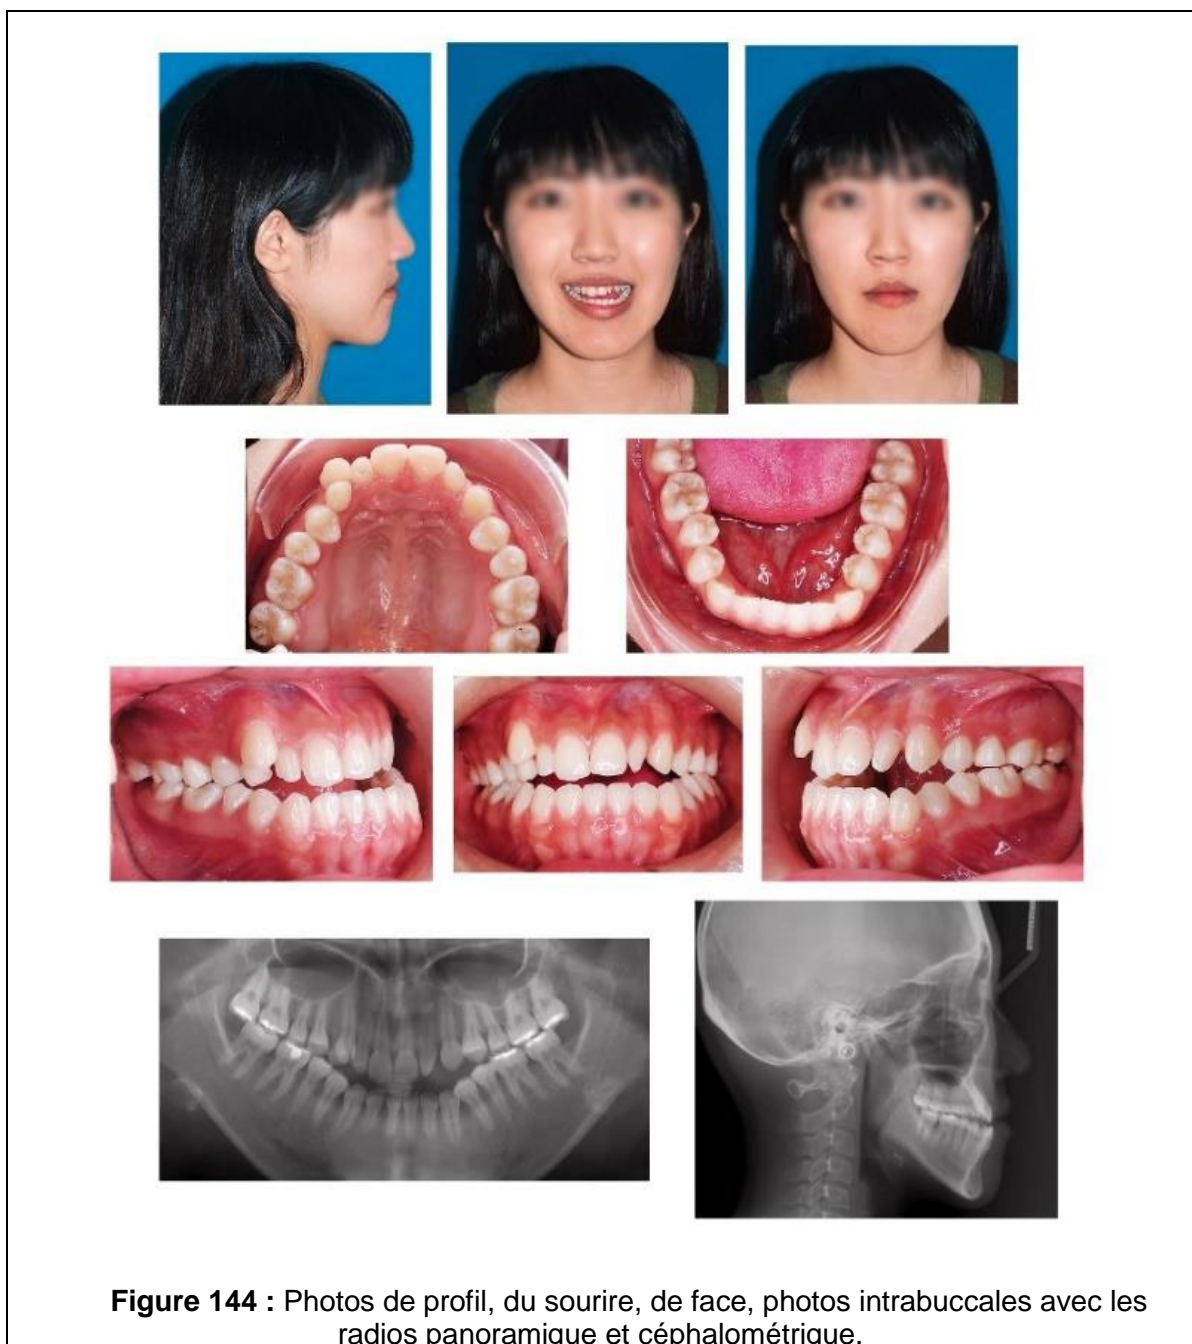 Figure 144 : Photos de profil, du sourire, de face, photos intrabuccales avec les
radios panoramique et céphalométrique.